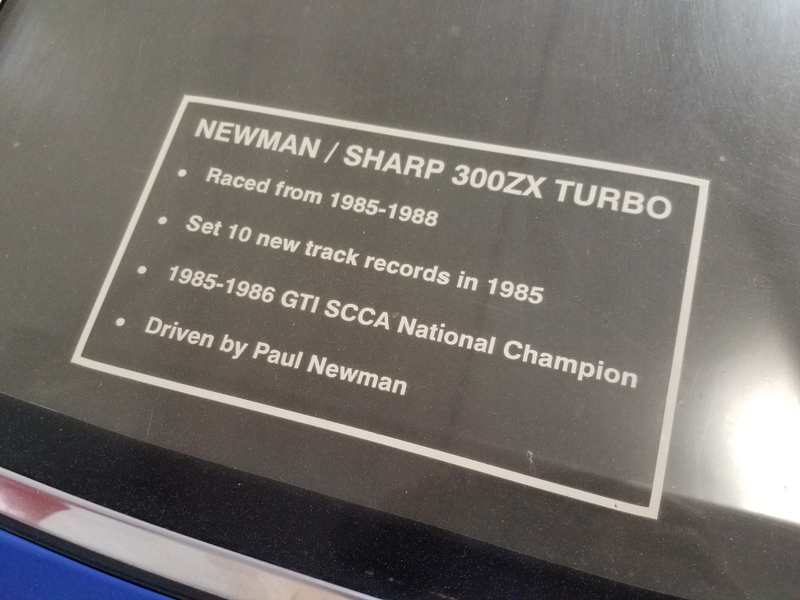 NEWMAN / SHARP 300ZX TURBO
• Raced from 1985-1988
• Set 10 new track records in 1985
• 1985-1986 GTI SCCA National Champion
• Driven by Paul Newman